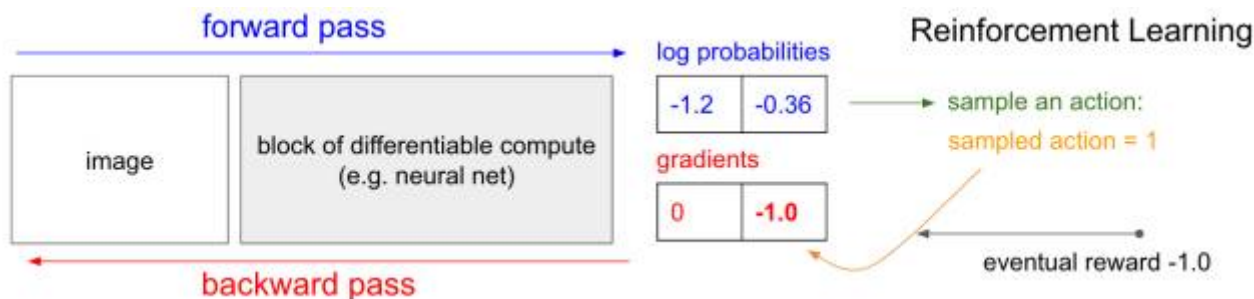 forward pass
Reinforcement Learning
log probabilities
image
block of differentiable compute
(e.g. neural net)
-1.2 -0.36
sample an action:
sampled action = 1
gradients
0 -1.0
eventual reward -1.0
backward pass